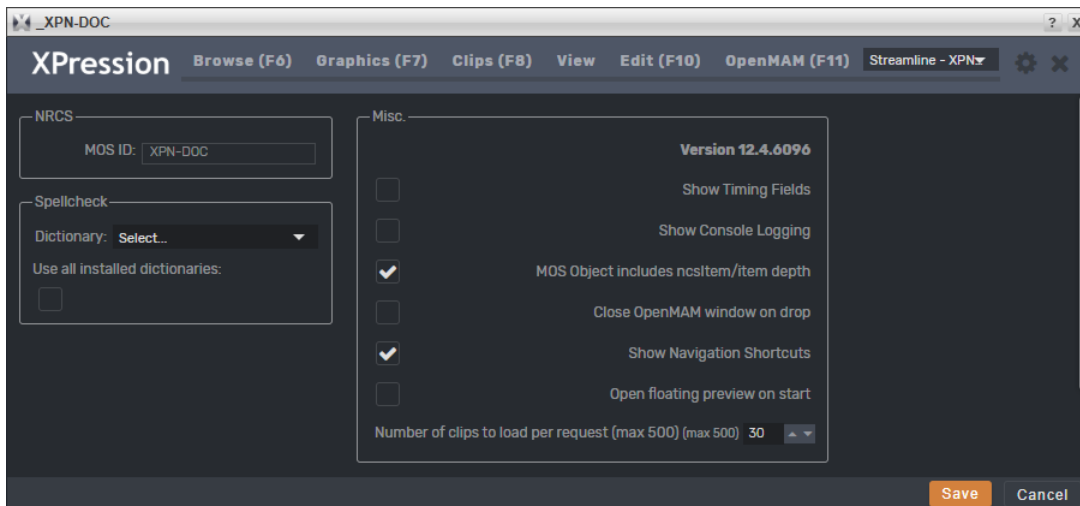 _XPN-DOC ? X
XPression Browse (F6) Graphics (F7) Clips (F8) View Edit (F10) OpenMAM (F11) Streamline - XPN
NRCS
MOS ID: XPN-DOC
Spellcheck
Dictionary: Select...
Use all installed dictionaries:
Misc.
Version 12.4.6096
Show Timing Fields
Show Console Logging
MOS Object includes ncsItem/item depth
Close OpenMAM window on drop
Show Navigation Shortcuts
Open floating preview on start
Number of clips to load per request (max 500) (max 500) 30
Save Cancel